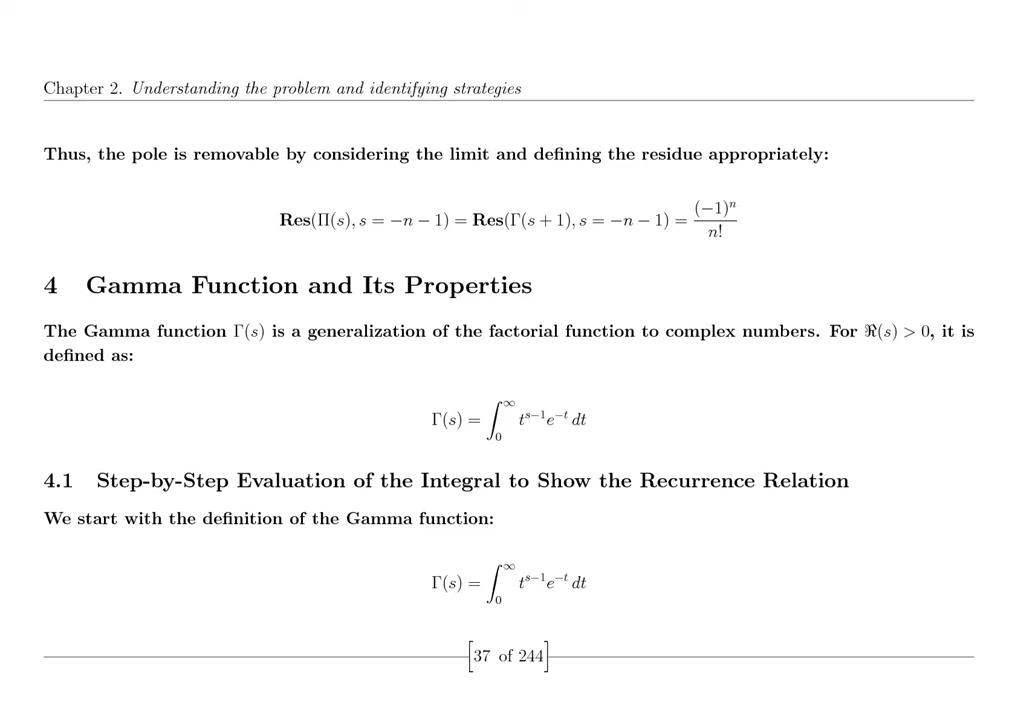 Chapter 2. Understanding the problem and identifying strategies
Thus, the pole is removable by considering the limit and defining the residue appropriately:
Res(Π(s), s = −n − 1) = Res(Γ(s + 1), s = −n − 1) = (−1)ⁿ / n!
4 Gamma Function and Its Properties
The Gamma function Γ(s) is a generalization of the factorial function to complex numbers. For ℜ(s) > 0, it is
defined as:
Γ(s) = ∫₀^∞ t^{s−1} e^{−t} dt
4.1 Step-by-Step Evaluation of the Integral to Show the Recurrence Relation
We start with the definition of the Gamma function:
Γ(s) = ∫₀^∞ t^{s−1} e^{−t} dt
[37 of 244]